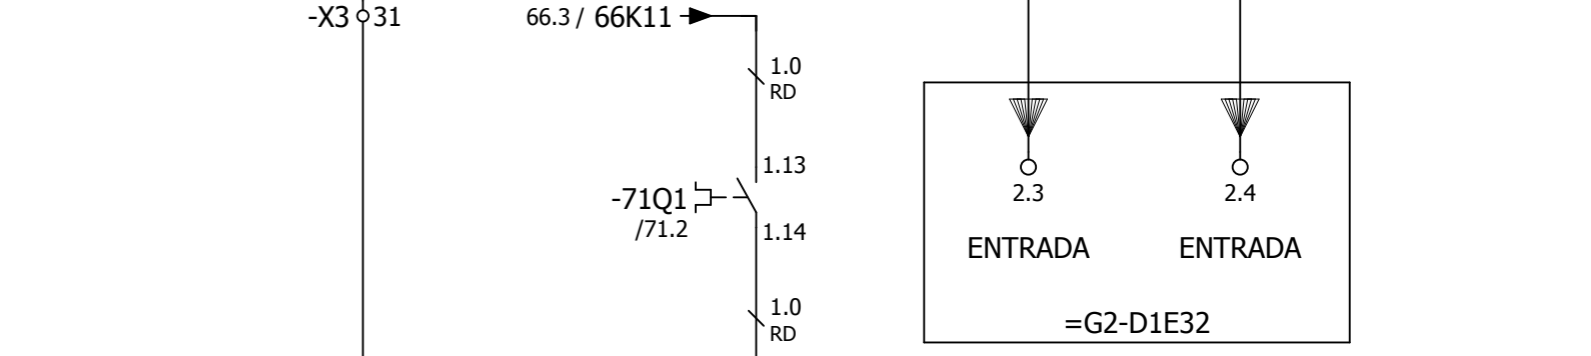 -X3 31
66.3 / 66K11
1.0
RD
1.13
-71Q1
/71.2
1.14
1.0
RD
2.3 2.4
ENTRADA ENTRADA
=G2-D1E32